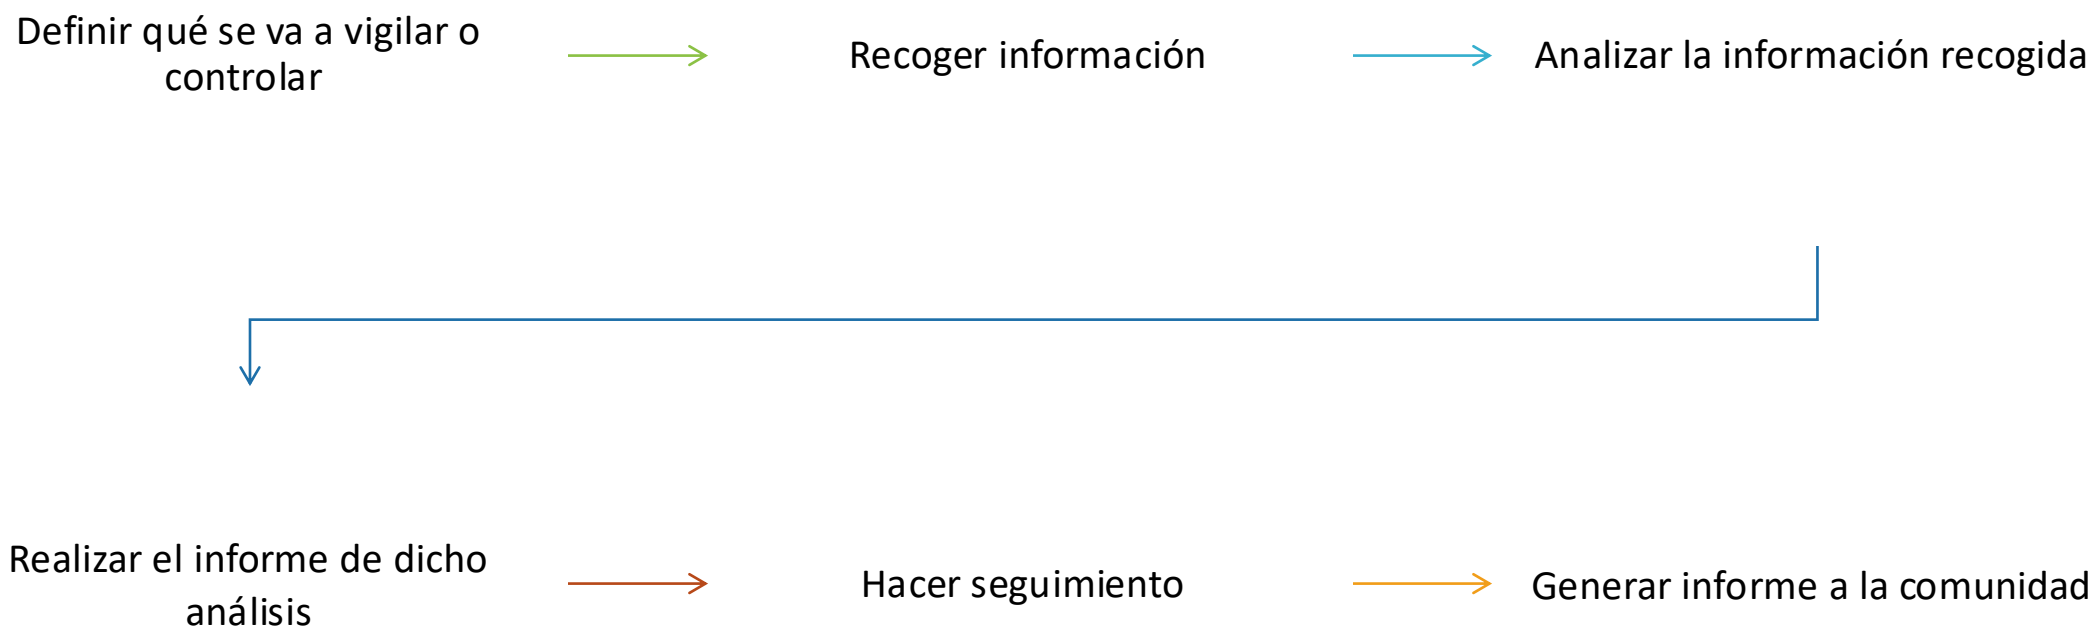 Definir qué se va a vigilar o
controlar
Recoger información
Analizar la información recogida
Realizar el informe de dicho
análisis
Hacer seguimiento
Generar informe a la comunidad